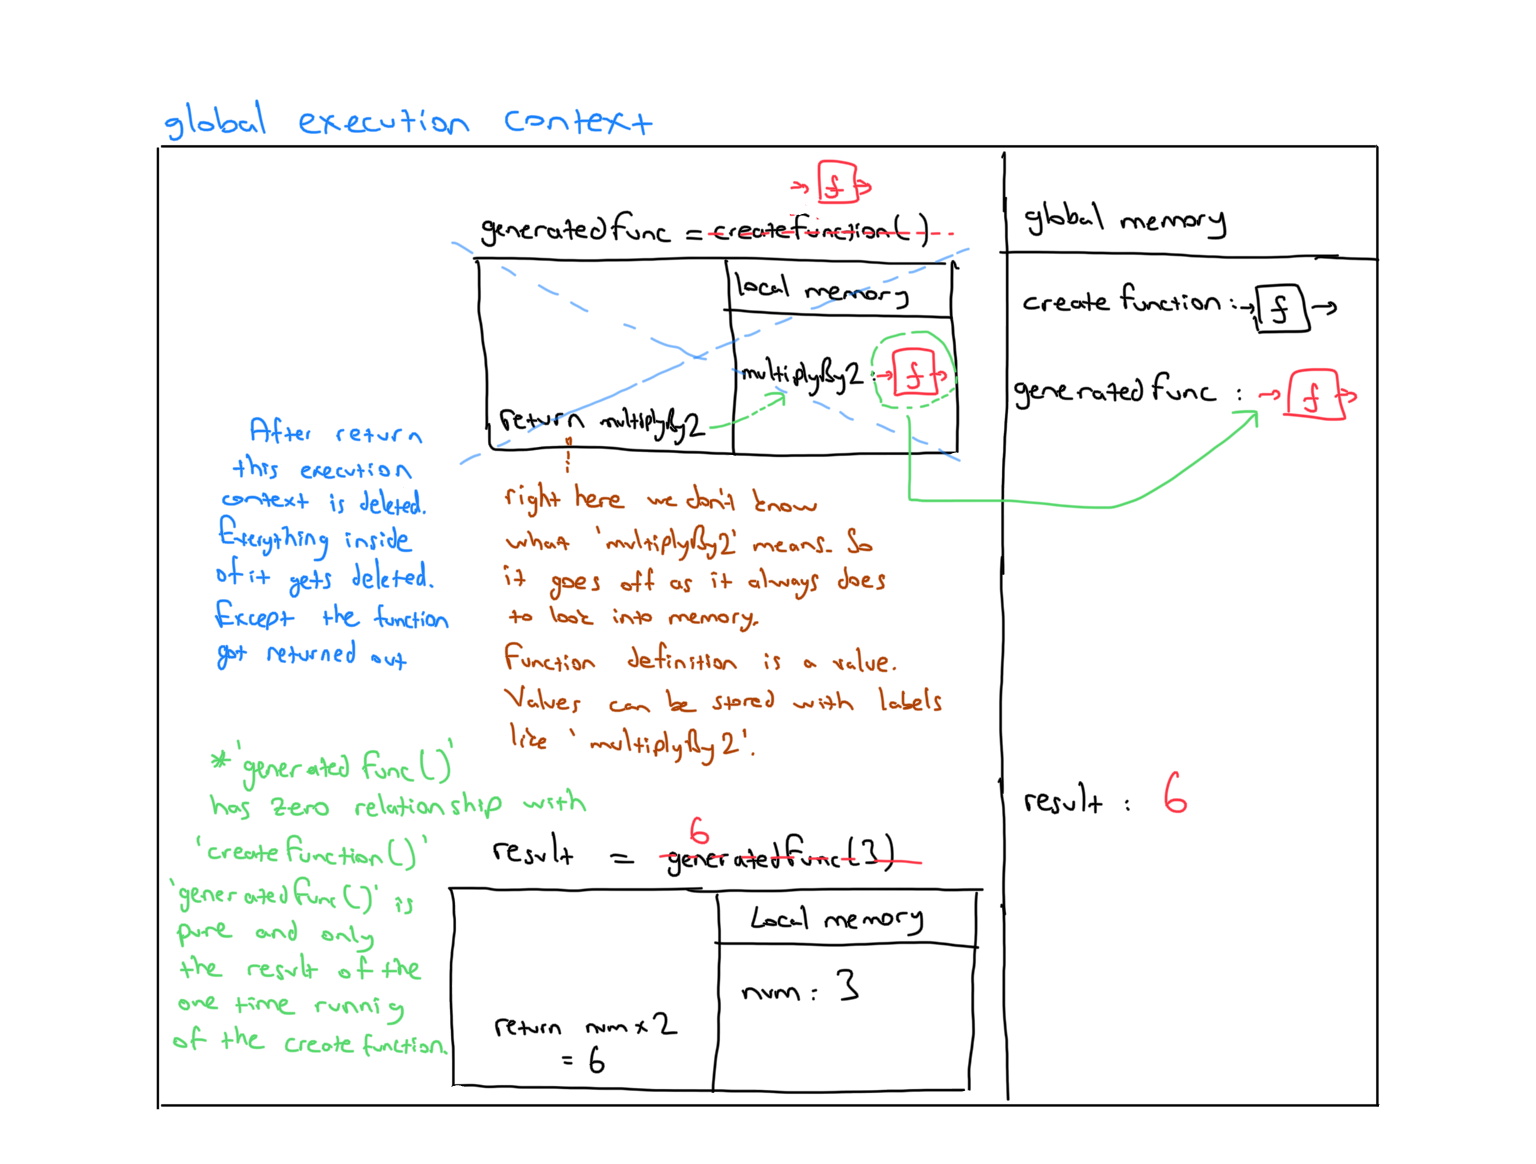 global execution context
f
generatedfunc = createfunction()
global memory
local memory
createfunction : f
multiplyBy2 : f
generatedfunc : f
return multiplyBy2
After return
this execution
context is deleted.
Everything inside
of it gets deleted.
Except the function
got returned out
right here we don't know
what 'multiplyBy2' means. So
it goes off as it always does
to look into memory.
Function definition is a value.
Values can be stored with labels
like 'multiplyBy2'.
*'generatedfunc()'
has zero relationship with
'createfunction()'
'generatedfunc()' is
pure and only
the result of the
one time runnig
of the createfunction.
result : 6
6
result = generatedfunc(3)
Local memory
num : 3
return num x 2
= 6